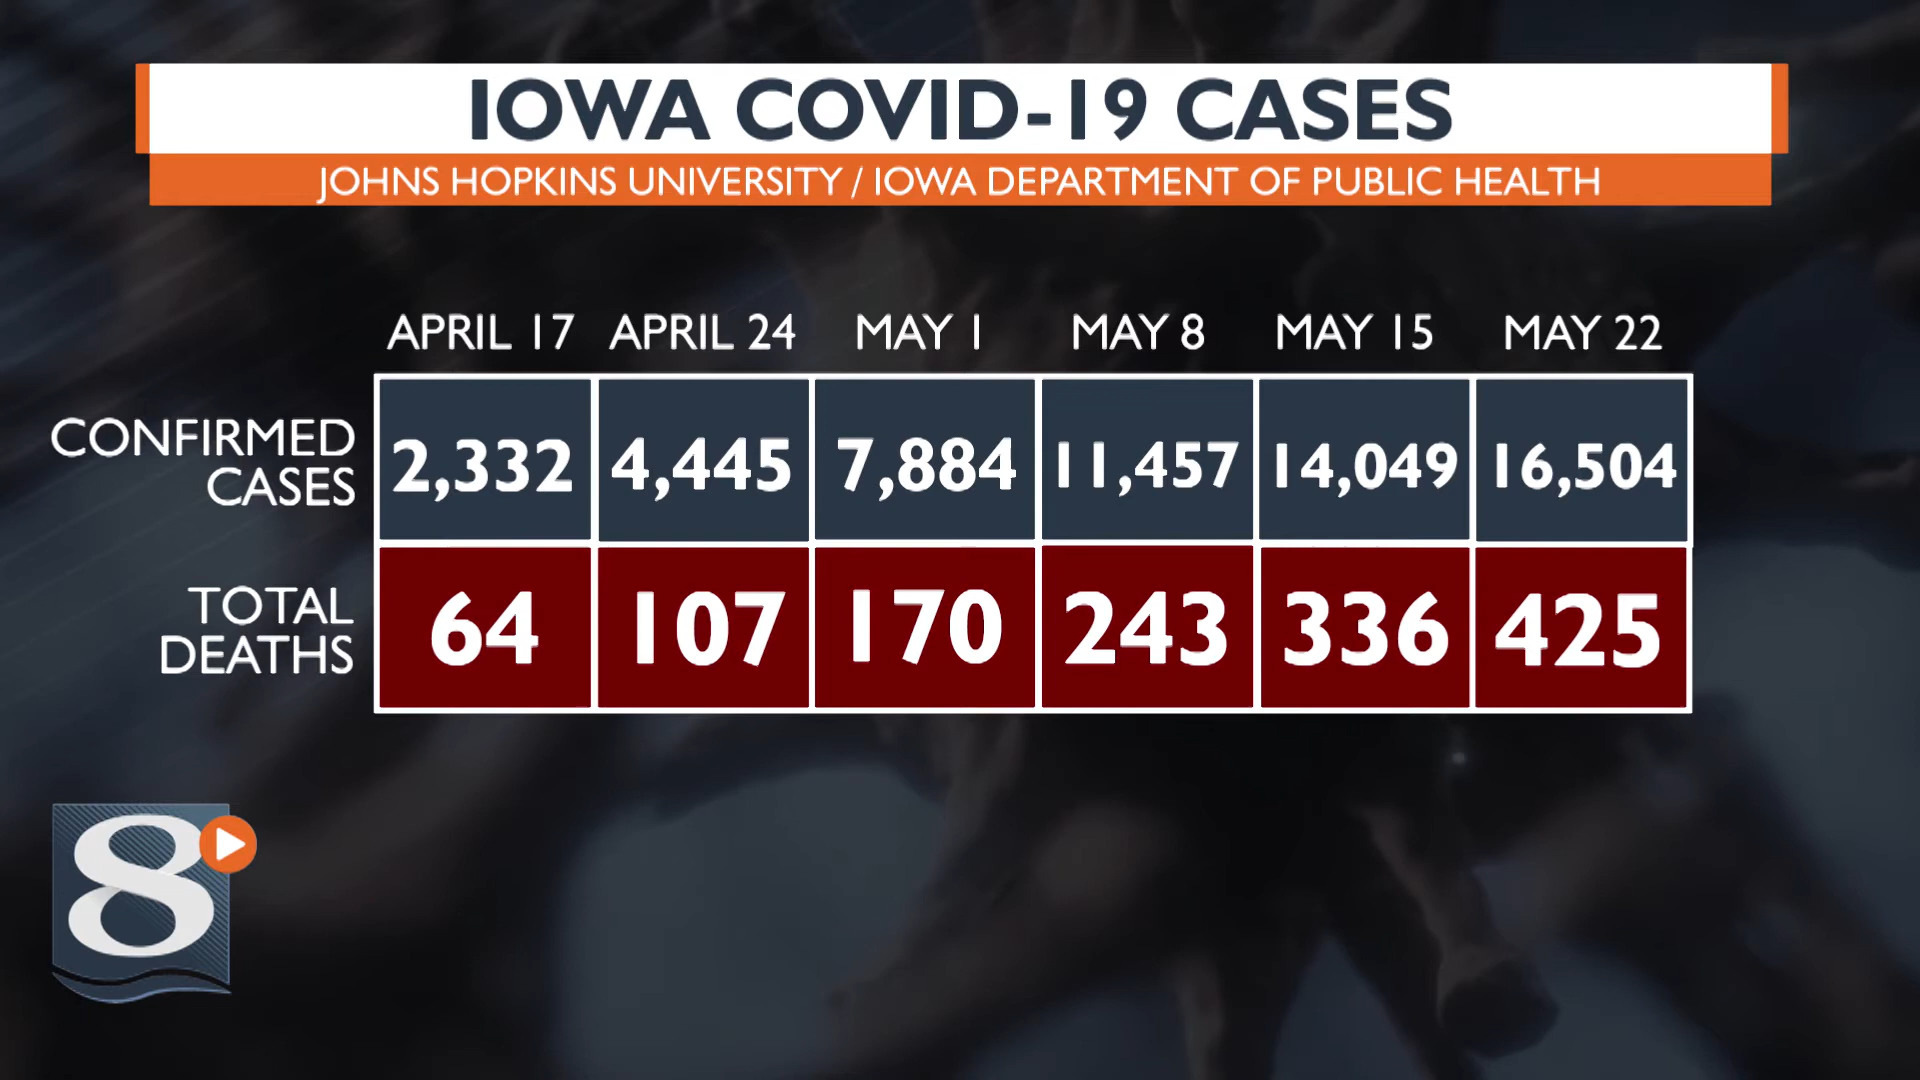 IOWA COVID-19 CASES
JOHNS HOPKINS UNIVERSITY / IOWA DEPARTMENT OF PUBLIC HEALTH
APRIL 17 APRIL 24 MAY 1 MAY 8 MAY 15 MAY 22
CONFIRMED
CASES
2,332 4,445 7,884 11,457 14,049 16,504
TOTAL
DEATHS
64 107 170 243 336 425
8